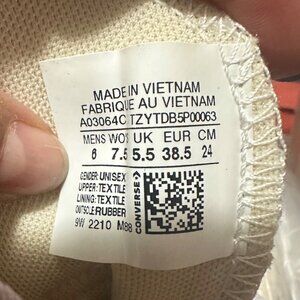 MADE IN VIETNAM
FABRIQUE AU VIETNAM
A03064C TZYTDB5P00063
MENS WO' UK EUR CM
6 7.5 5.5 38.5 24
GENDER: UNISEX
UPPER: TEXTILE
LINING: TEXTILE
OUTSOLE: RUBBER
9W 2210 M88
CONVERSE